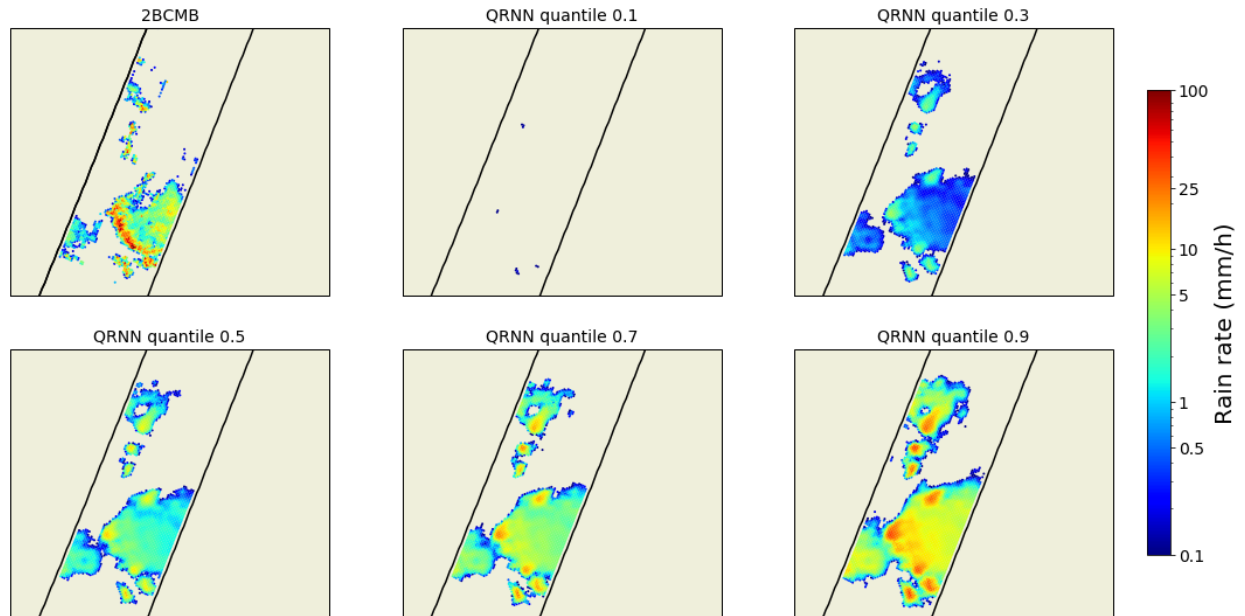 2BCMB
QRNN quantile 0.1
QRNN quantile 0.3
QRNN quantile 0.5
QRNN quantile 0.7
QRNN quantile 0.9
100
25
10
5
1
0.5
0.1
Rain rate (mm/h)